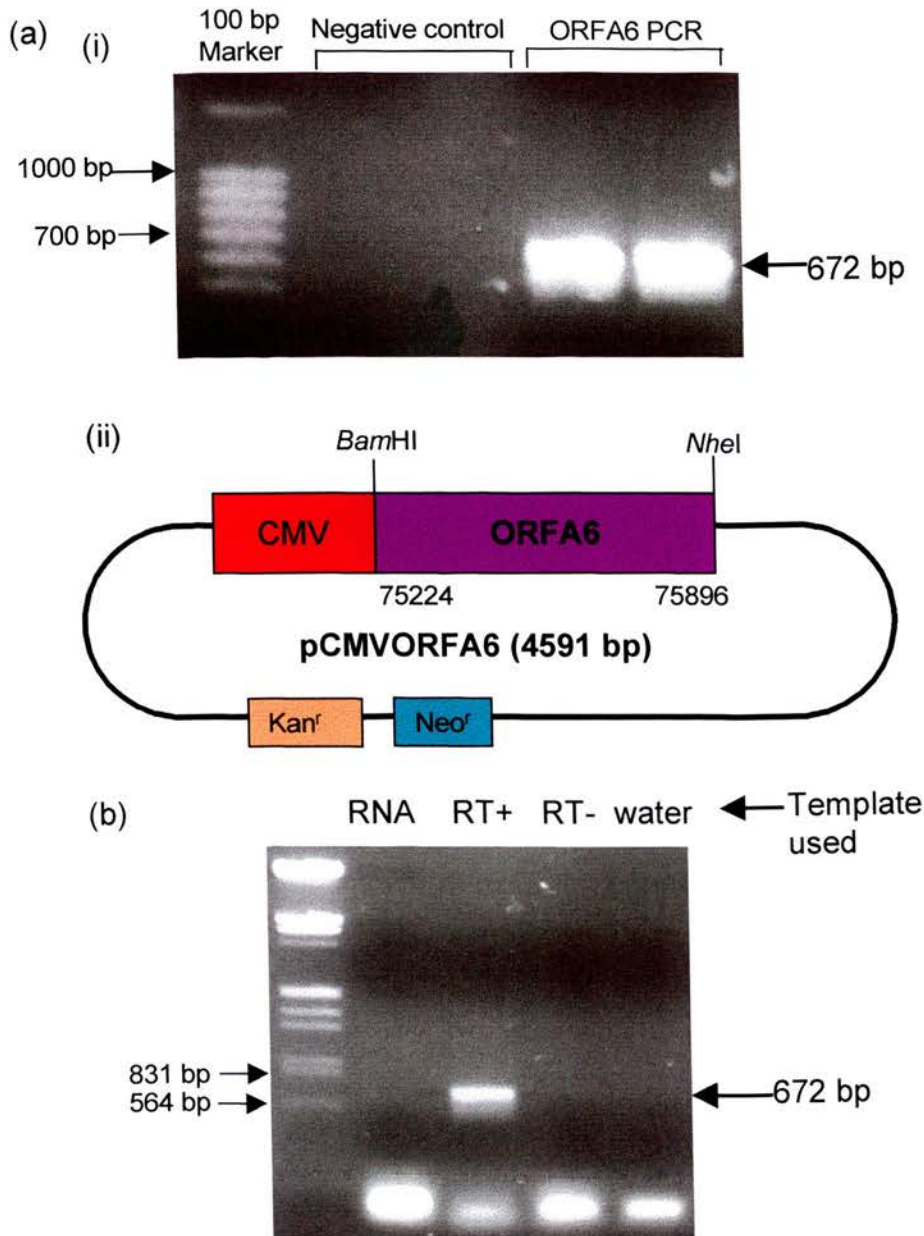 (a)
(i)
100 bp
Marker
Negative control
ORFA6 PCR
1000 bp
700 bp
672 bp
(ii)
BamHI
NheI
CMV
ORFA6
75224
75896
pCMVORFA6 (4591 bp)
Kanʳ
Neoʳ
(b)
RNA RT+ RT- water
Template
used
831 bp
564 bp
672 bp